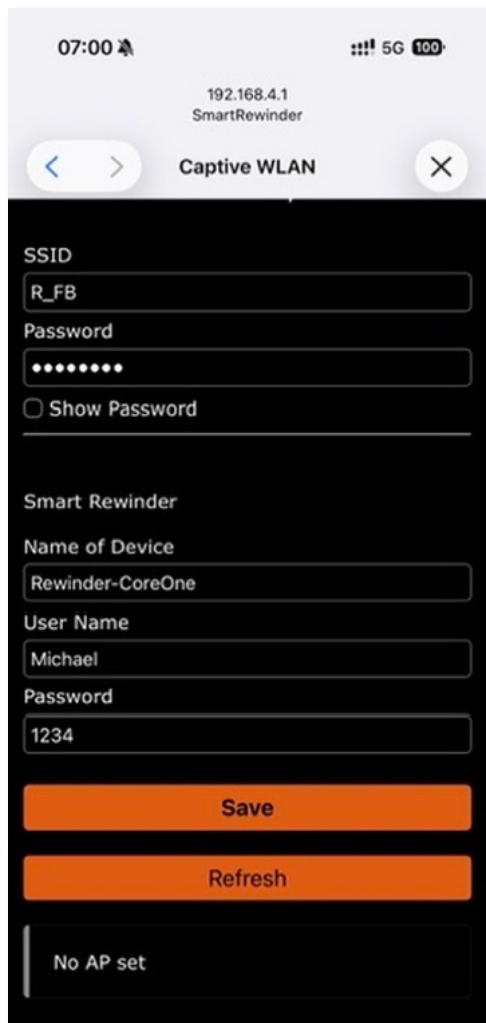 07:00
5G 100
192.168.4.1
SmartRewinder
Captive WLAN
SSID
R_FB
Password
••••••••
Show Password
Smart Rewinder
Name of Device
Rewinder-CoreOne
User Name
Michael
Password
1234
Save
Refresh
No AP set